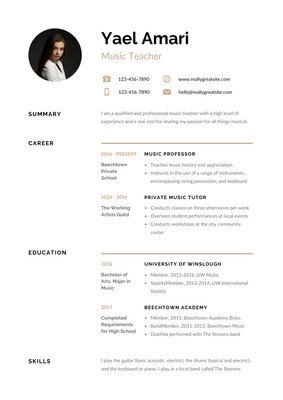 Yael Amari
Music Teacher
123-456-7890
www.reallygreatsite.com
123-456-7890
hello@reallygreatsite.com
SUMMARY
I am a qualified and professional music teacher with a high level of
experience and a real zest for sharing my passion for all things musical.
CAREER
2016 - PRESENT
Beechtown
Private
School
MUSIC PROFESSOR
Teaches music history and appreciation
Instructs in the use of a range of instruments,
encompassing string,percussion, and keyboard
2014 - 2016
The Working
Artists Guild
PRIVATE MUSIC TUTOR
Conducts classes on three afternoons per week
Oversees student performances at local events
Conducts workshops at the city community
center
EDUCATION
2016
Bachelor of
Arts, Major in
Music
UNIVERSITY OF WINSLOUGH
Member, 2013-2016, UW Music
SocietyMember, 2013-2014, UW International
Society
2013
Completed
Requirements
for High School
BEECHTOWN ACADEMY
Member, 2013, Beechtown Academy Brass
BandMember, 2011-2013, Beechtown Music
ClubHas performed with The Stevens
SKILLS
I play the guitar (bass, acoustic, electric), the drums (typical and electric),
and the keyboard or piano. I play in a local band called The Stevens.